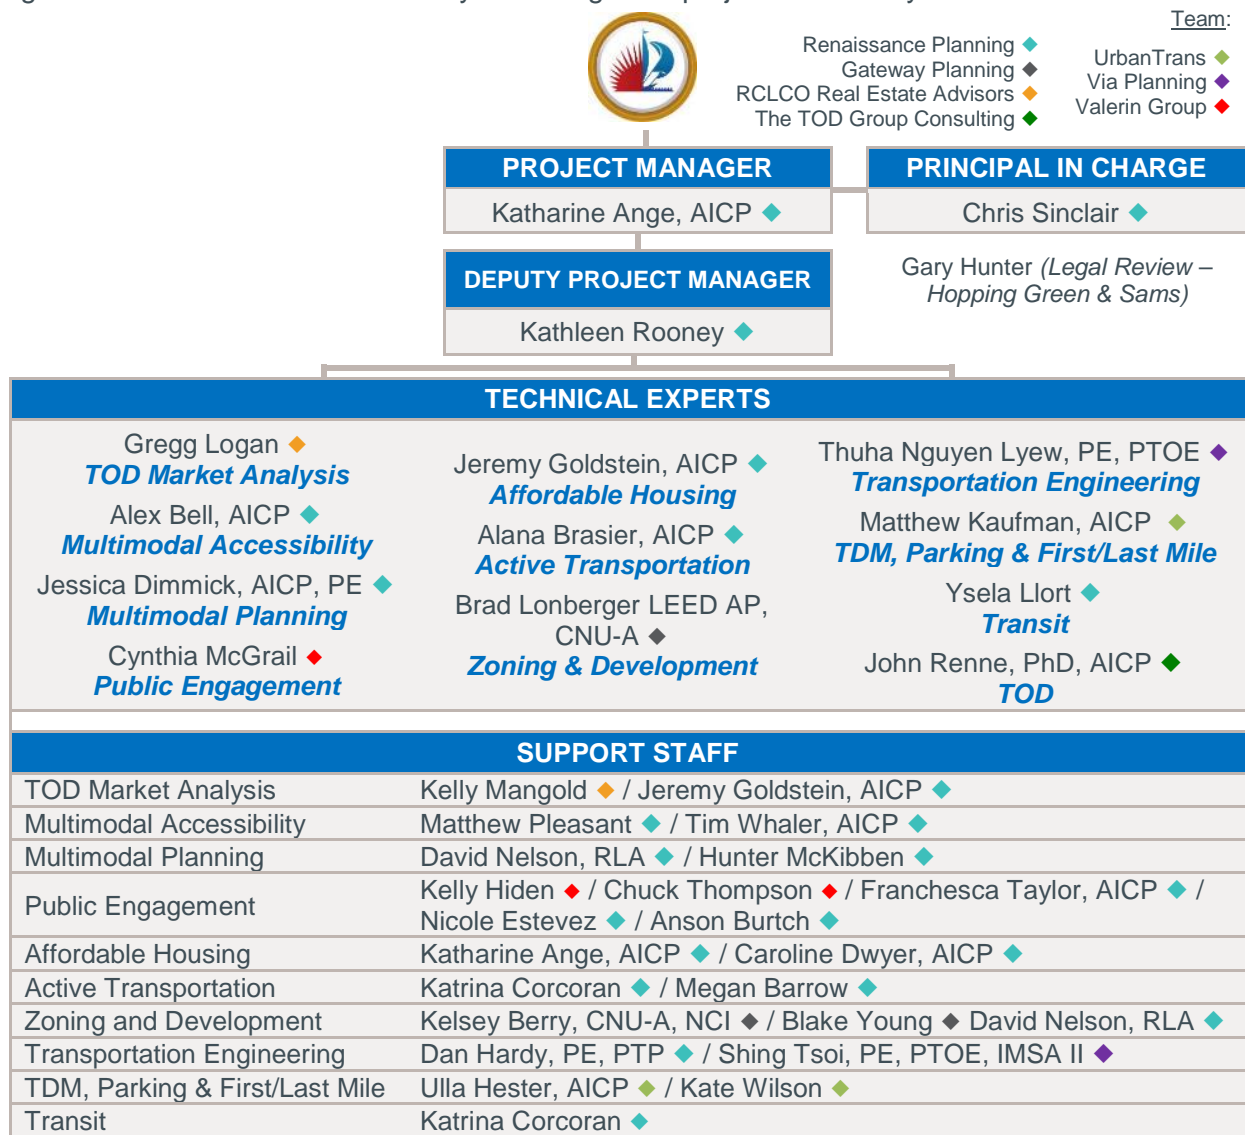 Team:
Renaissance Planning ◆
Gateway Planning ◆
RCLCO Real Estate Advisors ◆
The TOD Group Consulting ◆
UrbanTrans ◆
Via Planning ◆
Valerin Group ◆
PROJECT MANAGER
Katharine Ange, AICP ◆
PRINCIPAL IN CHARGE
Chris Sinclair ◆
Gary Hunter (Legal Review –
Hopping Green & Sams)
DEPUTY PROJECT MANAGER
Kathleen Rooney ◆
TECHNICAL EXPERTS
Gregg Logan ◆
TOD Market Analysis
Alex Bell, AICP ◆
Multimodal Accessibility
Jessica Dimmick, AICP, PE ◆
Multimodal Planning
Cynthia McGrail ◆
Public Engagement
Jeremy Goldstein, AICP ◆
Affordable Housing
Alana Brasier, AICP ◆
Active Transportation
Brad Lonberger LEED AP,
CNU-A ◆
Zoning & Development
Thuha Nguyen Lyew, PE, PTOE ◆
Transportation Engineering
Matthew Kaufman, AICP ◆
TDM, Parking & First/Last Mile
Ysela Llort ◆
Transit
John Renne, PhD, AICP ◆
TOD
SUPPORT STAFF
TOD Market Analysis Kelly Mangold ◆ / Jeremy Goldstein, AICP ◆
Multimodal Accessibility Matthew Pleasant ◆ / Tim Whaler, AICP ◆
Multimodal Planning David Nelson, RLA ◆ / Hunter McKibben ◆
Public Engagement Kelly Hiden ◆ / Chuck Thompson ◆ / Franchesca Taylor, AICP ◆ /
Nicole Estevez ◆ / Anson Burtch ◆
Affordable Housing Katharine Ange, AICP ◆ / Caroline Dwyer, AICP ◆
Active Transportation Katrina Corcoran ◆ / Megan Barrow ◆
Zoning and Development Kelsey Berry, CNU-A, NCI ◆ / Blake Young ◆ David Nelson, RLA ◆
Transportation Engineering Dan Hardy, PE, PTP ◆ / Shing Tsoi, PE, PTOE, IMSA II ◆
TDM, Parking & First/Last Mile Ulla Hester, AICP ◆ / Kate Wilson ◆
Transit Katrina Corcoran ◆